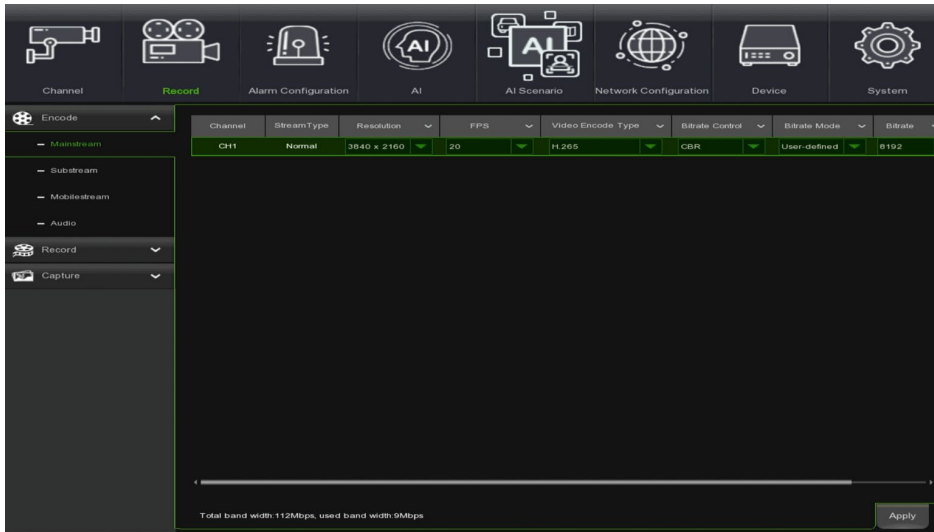 AI AI
Channel Record Alarm Configuration AI AI Scenario Network Configuration Device System
Encode
Mainstream
Substream
Mobilestream
Audio
Record
Capture
Channel StreamType Resolution FPS Video Encode Type Bitrate Control Bitrate Mode Bitrate
CH1 Normal 3840 x 2160 20 H.265 CBR User-defined 8192
Total band width:112Mbps, used band width:9Mbps
Apply